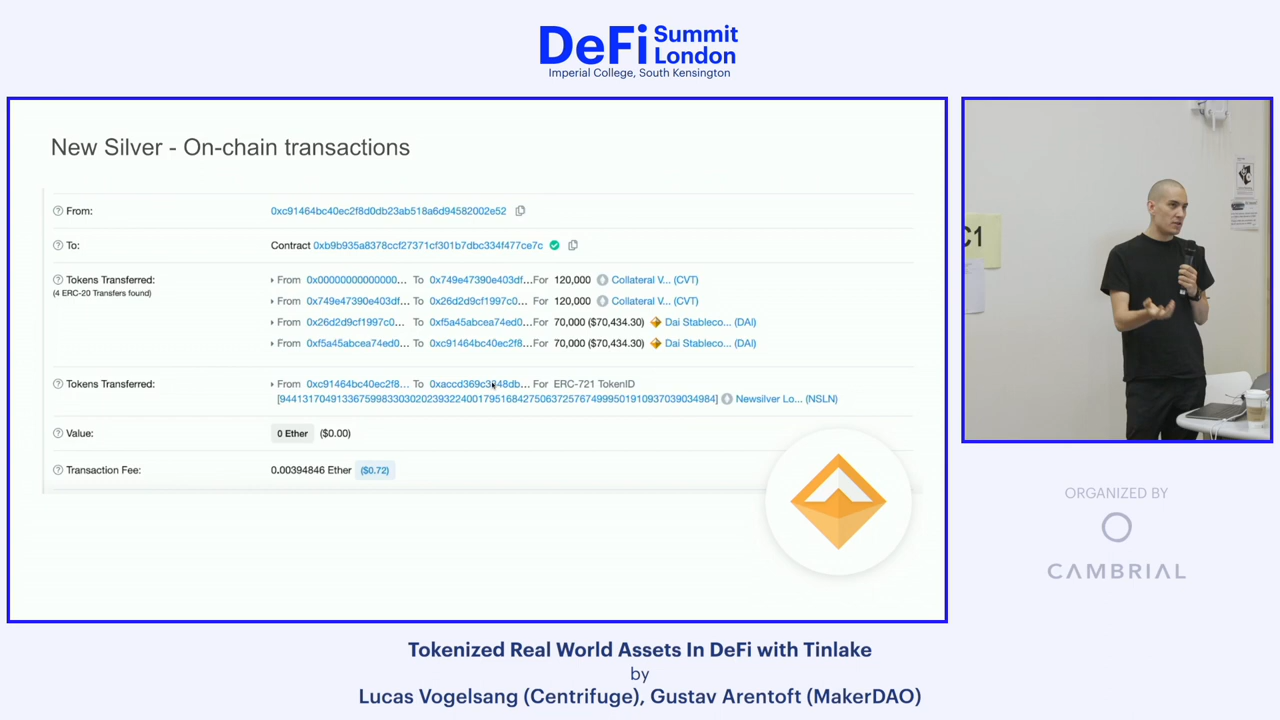 DeFi Summit
London
Imperial College, South Kensington
New Silver - On-chain transactions
From: 0xc91464bc40ec2f8d0db23ab518a6d94582002e52
To: Contract 0xb9b935a8378ccf27371cf301b7dbc334f477ce7c
Tokens Transferred:
(4 ERC-20 Transfers found)
From 0x00000000000000... To 0x749e47390e403df... For 120,000 Collateral V... (CVT)
From 0x749e47390e403df... To 0x26d2d9cf1997c0... For 120,000 Collateral V... (CVT)
From 0x26d2d9cf1997c0... To 0xf5a45abcea74ed0... For 70,000 ($70,434.30) Dai Stableco... (DAI)
From 0xf5a45abcea74ed0... To 0xc91464bc40ec2f8... For 70,000 ($70,434.30) Dai Stableco... (DAI)
Tokens Transferred: From 0xc91464bc40ec2f8... To For ERC-721 TokenID
Newsilver Lo... (NSLN)
Value: 0 Ether ($0.00)
Transaction Fee: 0.00394846 Ether ($0.72)
C1
ORGANIZED BY
CAMBRIAL
Tokenized Real World Assets In DeFi with Tinlake
by
Lucas Vogelsang (Centrifuge), Gustav Arentoft (MakerDAO)